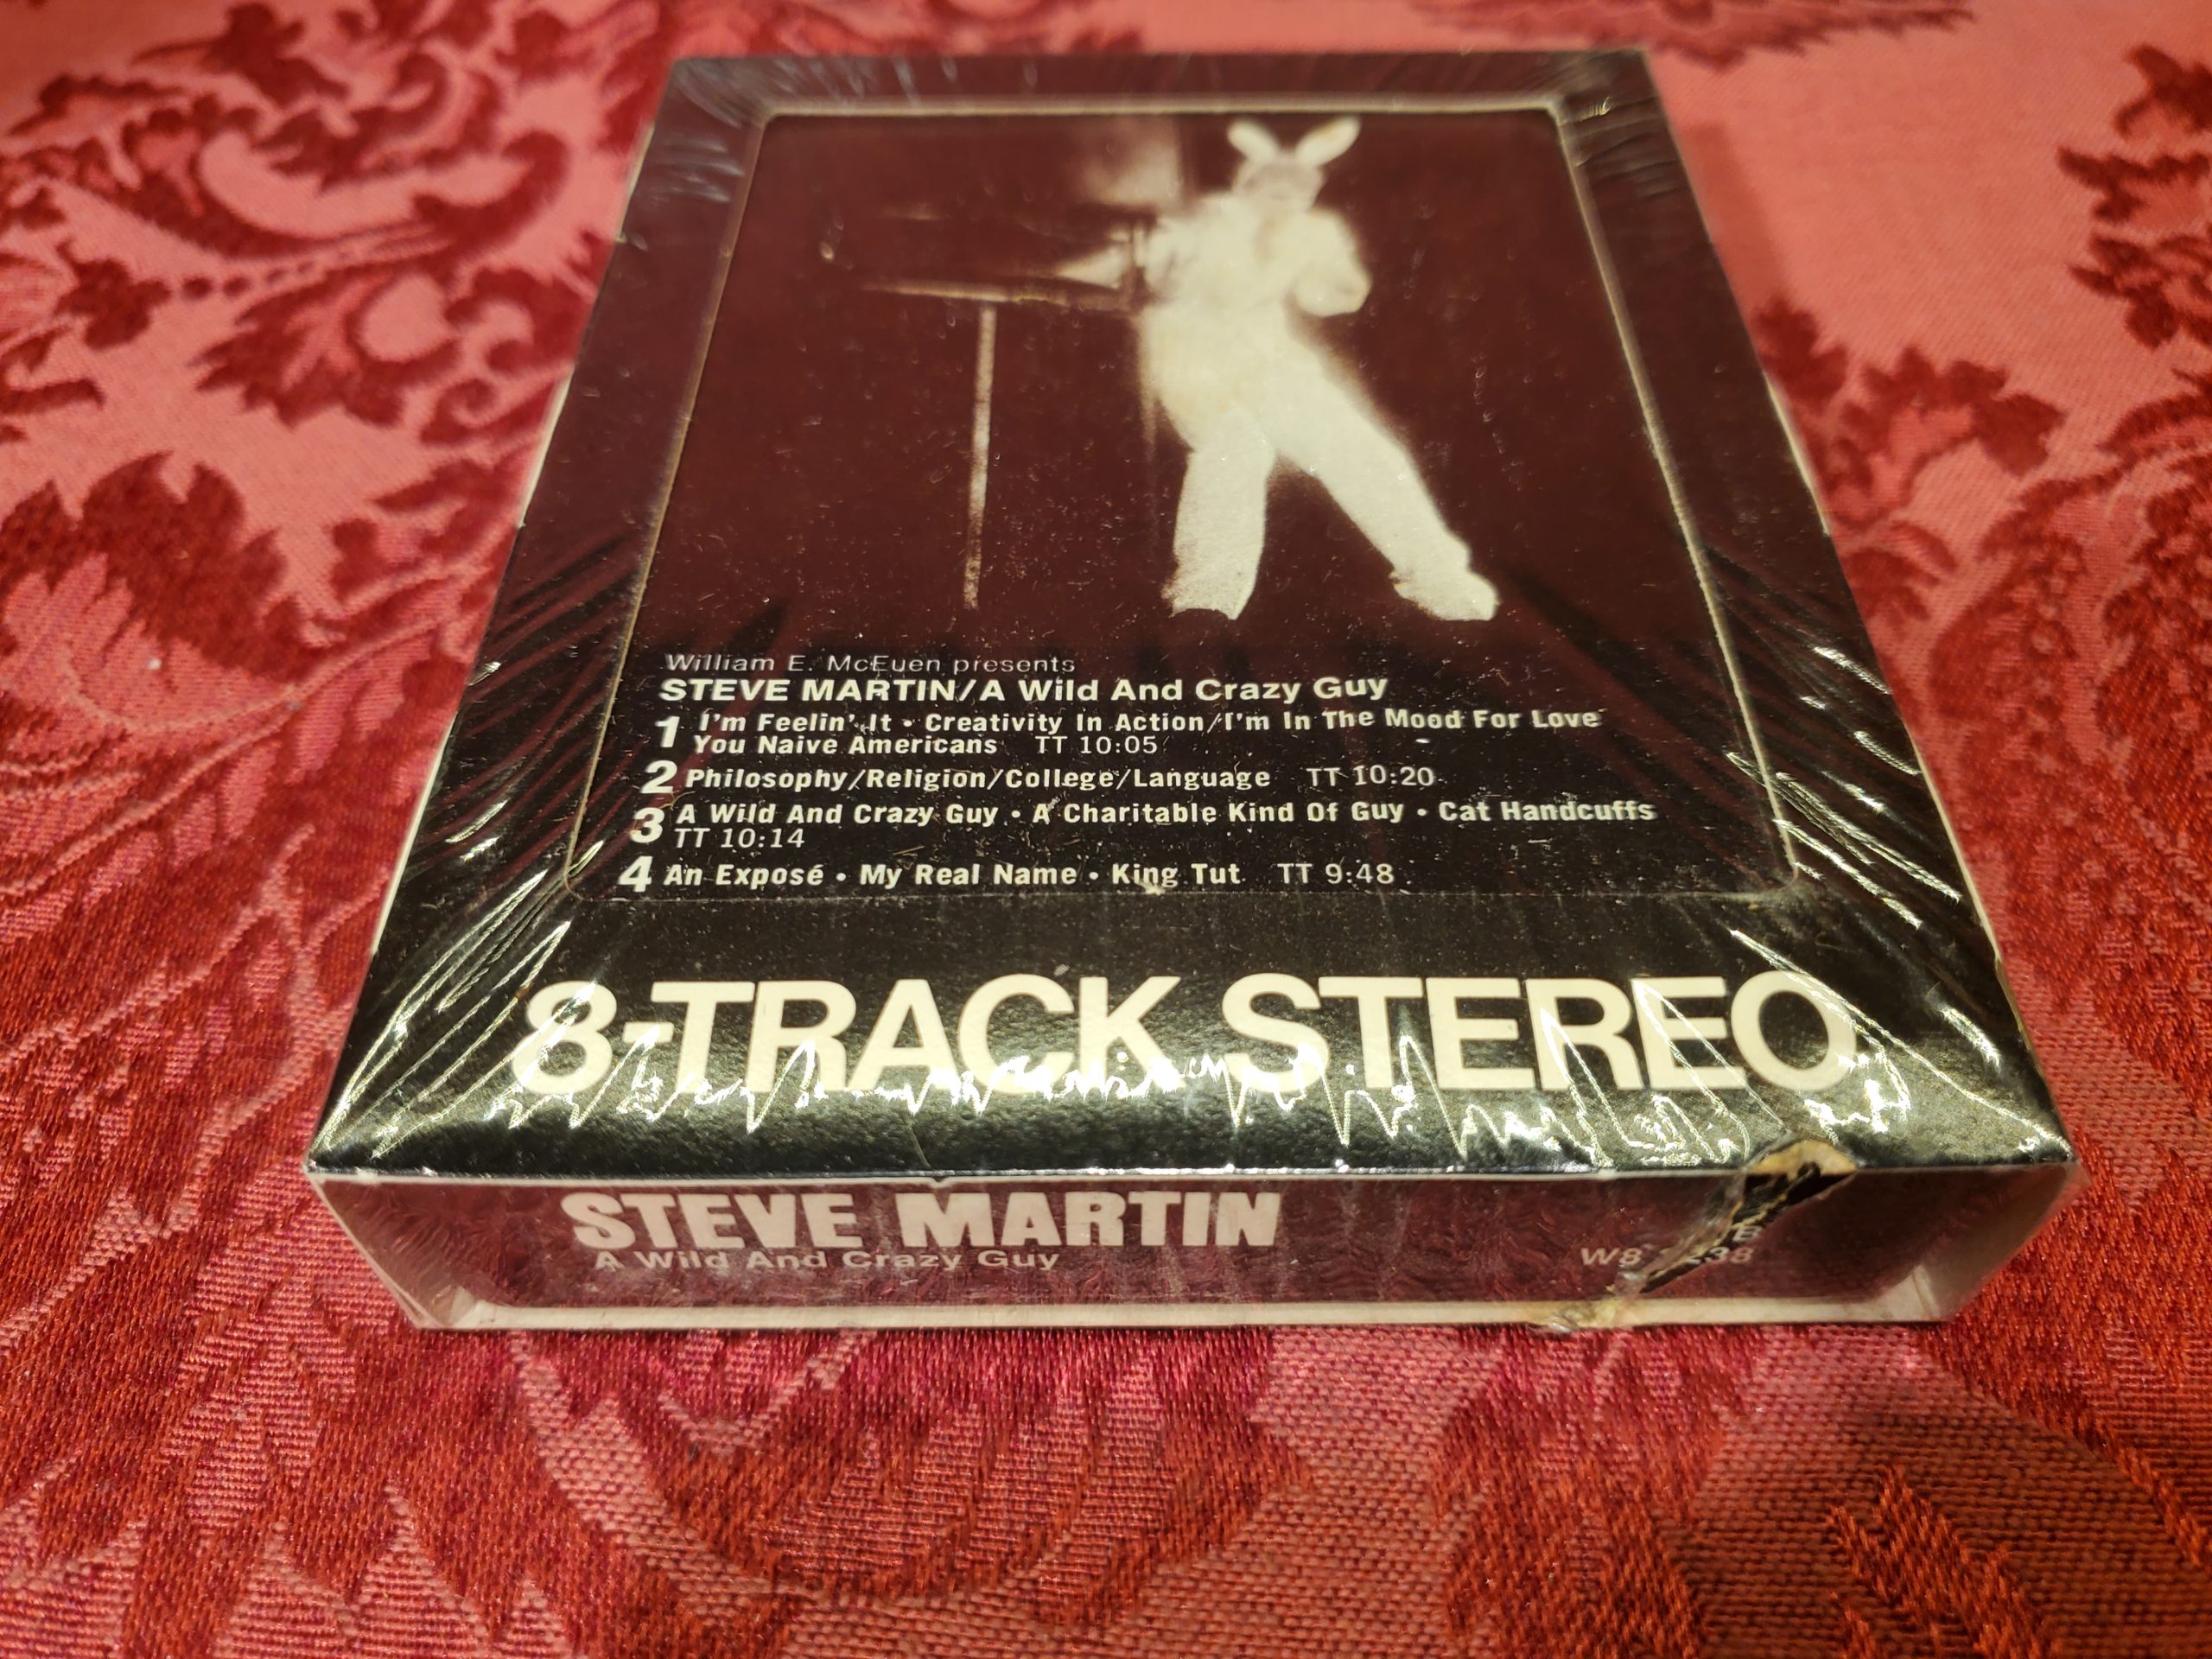 William E. McEuen presents
STEVE MARTIN/A Wild And Crazy Guy
1 I'm Feelin' It • Creativity In Action/I'm In The Mood For Love
You Naive Americans TT 10:05
2 Philosophy/Religion/College/Language TT 10:20
3 A Wild And Crazy Guy • A Charitable Kind Of Guy • Cat Handcuffs
TT 10:14
4 An Exposé • My Real Name • King Tut TT 9:48
8-TRACK STEREO
STEVE MARTIN
A Wild And Crazy Guy
W8